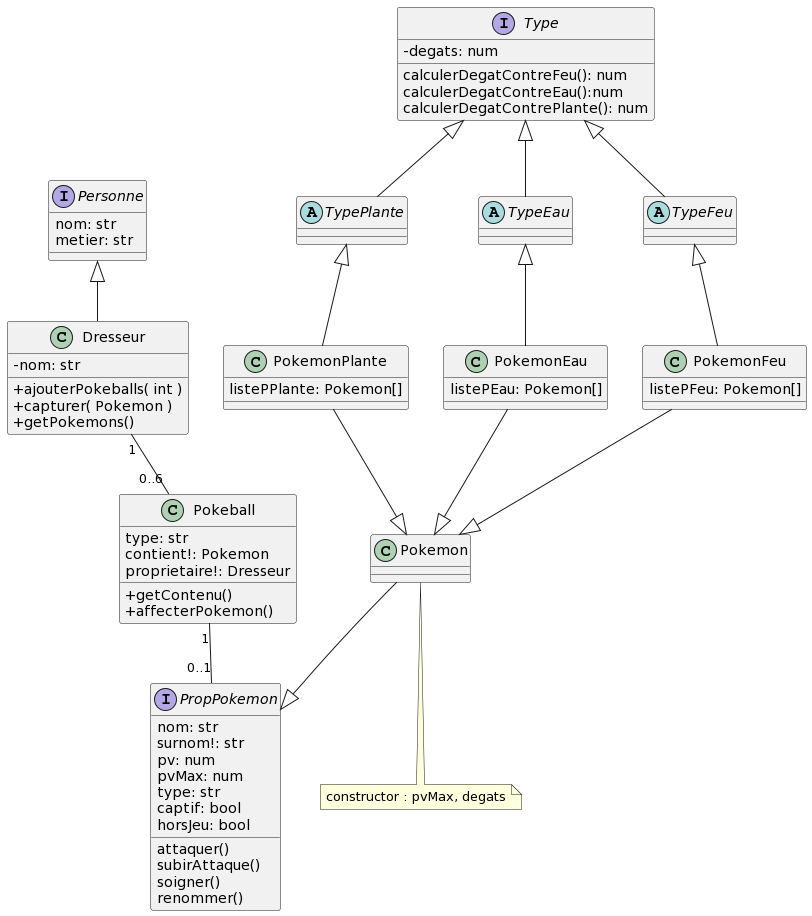 I Type
-degats: num
calculerDegatContreFeu(): num
calculerDegatContreEau():num
calculerDegatContrePlante(): num
I Personne
nom: str
metier: str
A TypePlante
A TypeEau
A TypeFeu
C Dresseur
-nom: str
+ajouterPokeballs( int )
+capturer( Pokemon )
+getPokemons()
C PokemonPlante
listePPlante: Pokemon[]
C PokemonEau
listePEau: Pokemon[]
C PokemonFeu
listePFeu: Pokemon[]
1
0..6
C Pokeball
type: str
contient!: Pokemon
proprietaire!: Dresseur
+getContenu()
+affecterPokemon()
C Pokemon
1
0..1
I PropPokemon
nom: str
surnom!: str
pv: num
pvMax: num
type: str
captif: bool
horsJeu: bool
attaquer()
subirAttaque()
soigner()
renommer()
constructor : pvMax, degats